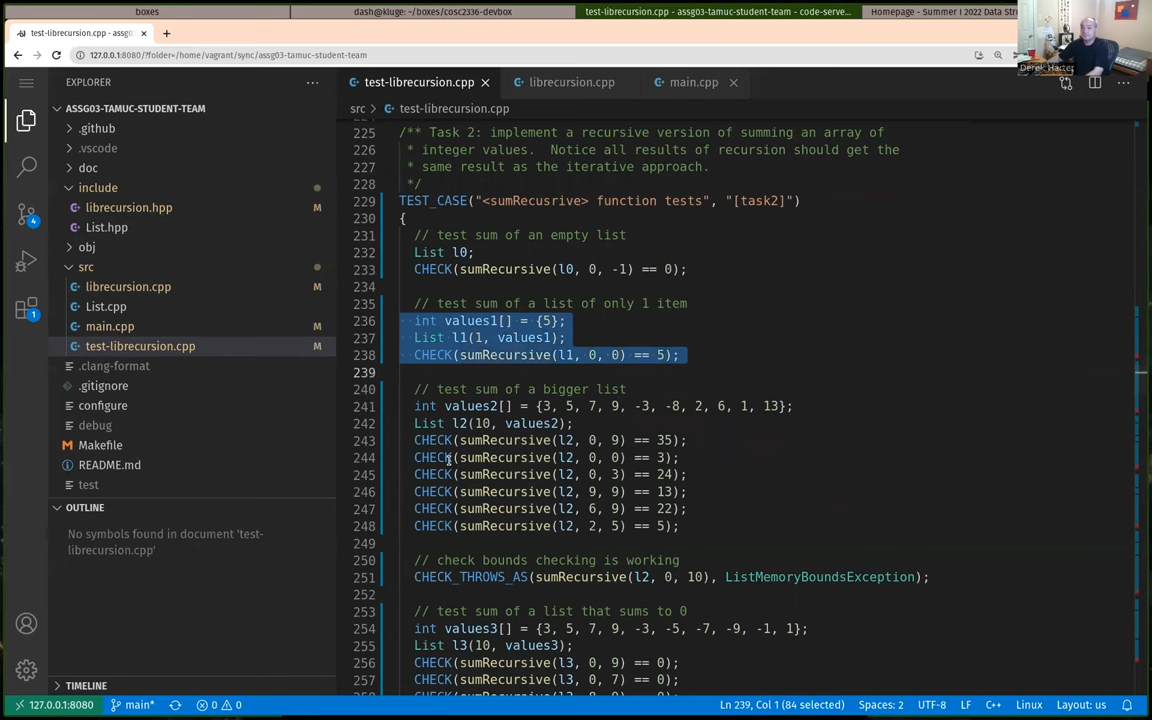 boxes
dash@kluge: ~/boxes/cosc2336-devbox
test-librecursion.cpp - assg03-tamuc-student-team - code-serve...
Homepage - Summer I 2022 Data Str
test-librecursion.cpp - assg0
127.0.0.1:8080/?folder=/home/vagrant/sync/assg03-tamuc-student-team
Derek Harter
EXPLORER
test-librecursion.cpp
librecursion.cpp
main.cpp
ASSG03-TAMUC-STUDENT-TEAM
src > test-librecursion.cpp
.github
.vscode
doc
include
librecursion.hpp M
List.hpp
obj
src
librecursion.cpp M
List.cpp
main.cpp M
test-librecursion.cpp M
.clang-format
.gitignore
configure
debug
Makefile
README.md
test
OUTLINE
No symbols found in document 'test-
librecursion.cpp'
TIMELINE
4
1
225 /** Task 2: implement a recursive version of summing an array of
226 * integer values. Notice all results of recursion should get the
227 * same result as the iterative approach.
228 */
229 TEST_CASE("<sumRecusrive> function tests", "[task2]")
230 {
231 // test sum of an empty list
232 List l0;
233 CHECK(sumRecursive(l0, 0, -1) == 0);
234
235 // test sum of a list of only 1 item
236 int values1[] = {5};
237 List l1(1, values1);
238 CHECK(sumRecursive(l1, 0, 0) == 5);
239
240 // test sum of a bigger list
241 int values2[] = {3, 5, 7, 9, -3, -8, 2, 6, 1, 13};
242 List l2(10, values2);
243 CHECK(sumRecursive(l2, 0, 9) == 35);
244 CHECK(sumRecursive(l2, 0, 0) == 3);
245 CHECK(sumRecursive(l2, 0, 3) == 24);
246 CHECK(sumRecursive(l2, 9, 9) == 13);
247 CHECK(sumRecursive(l2, 6, 9) == 22);
248 CHECK(sumRecursive(l2, 2, 5) == 5);
249
250 // check bounds checking is working
251 CHECK_THROWS_AS(sumRecursive(l2, 0, 10), ListMemoryBoundsException);
252
253 // test sum of a list that sums to 0
254 int values3[] = {3, 5, 7, 9, -3, -5, -7, -9, -1, 1};
255 List l3(10, values3);
256 CHECK(sumRecursive(l3, 0, 9) == 0);
257 CHECK(sumRecursive(l3, 0, 7) == 0);
127.0.0.1:8080 main* 0 0 Ln 239, Col 1 (84 selected) Spaces: 2 UTF-8 LF C++ Linux Layout: us